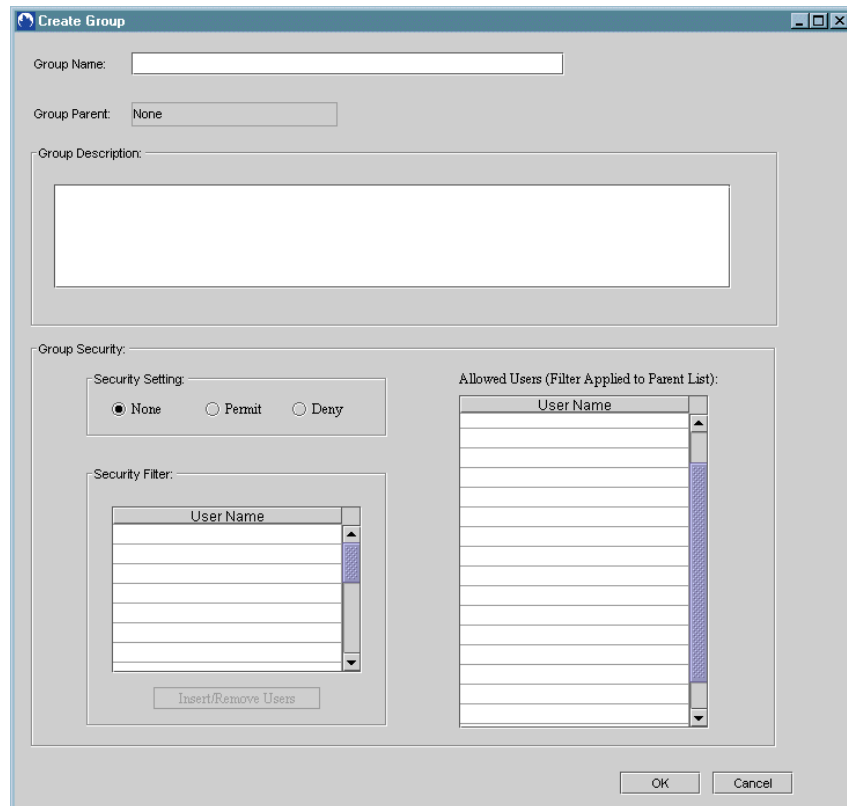 Create Group
Group Name:
Group Parent: None
Group Description:
Group Security:
Security Setting:
None Permit Deny
Security Filter:
User Name
Insert/Remove Users
Allowed Users (Filter Applied to Parent List):
User Name
OK Cancel